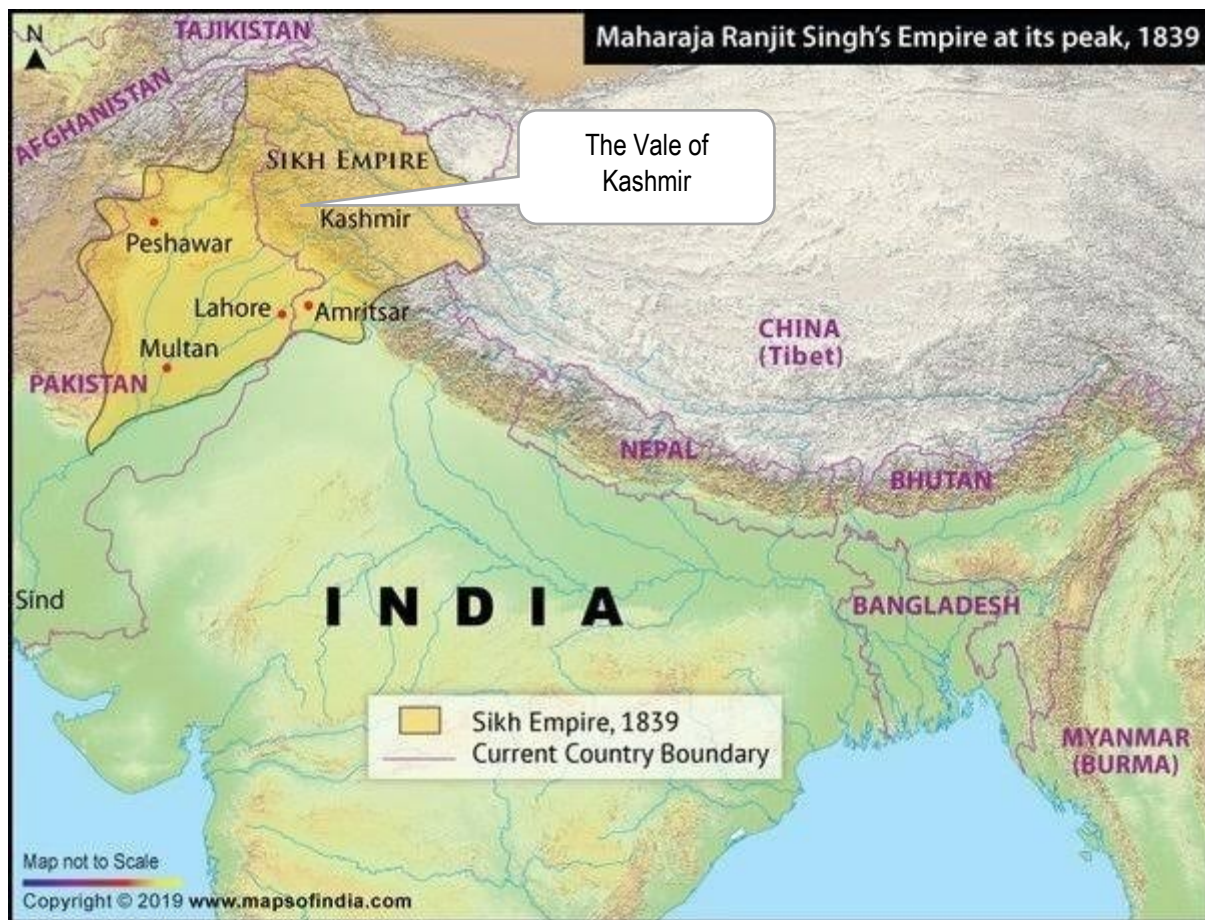 N
TAJIKISTAN
Maharaja Ranjit Singh's Empire at its peak, 1839
AFGHANISTAN
The Vale of
Kashmir
SIKH EMPIRE
Kashmir
Peshawar
Lahore
Amritsar
Multan
PAKISTAN
CHINA
(Tibet)
NEPAL
BHUTAN
Sind
INDIA
BANGLADESH
Sikh Empire, 1839
Current Country Boundary
MYANMAR
(BURMA)
Map not to Scale
Copyright © 2019 www.mapsofindia.com